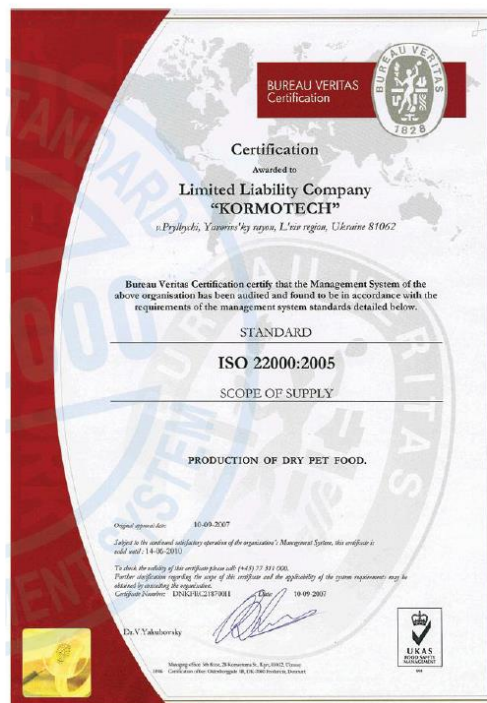 BUREAU VERITAS
Certification
BUREAU VERITAS
1828
Certification
Awarded to
Limited Liability Company
“KORMOTECH”
v.Prylbychi, Yavorivs'ky rayon, L'viv region, Ukraine 81062
Bureau Veritas Certification certify that the Management System of the
above organisation has been audited and found to be in accordance with the
requirements of the management system standards detailed below.
STANDARD
ISO 22000:2005
SCOPE OF SUPPLY
PRODUCTION OF DRY PET FOOD.
Original approval date: 10-09-2007
Subject to the continued satisfactory operation of the organisation's Management System, this certificate is
valid until: 14-06-2010
To check the validity of this certificate please call
Further clarification regarding the scope of this certificate and the applicability of the system requirements may be
obtained by consulting the organisation.
Certificate Number: Date: 10-09-2007
Dr.V.Yakubovsky
UKAS
FOOD SAFETY
MANAGEMENT
Managing office:
Certification office: